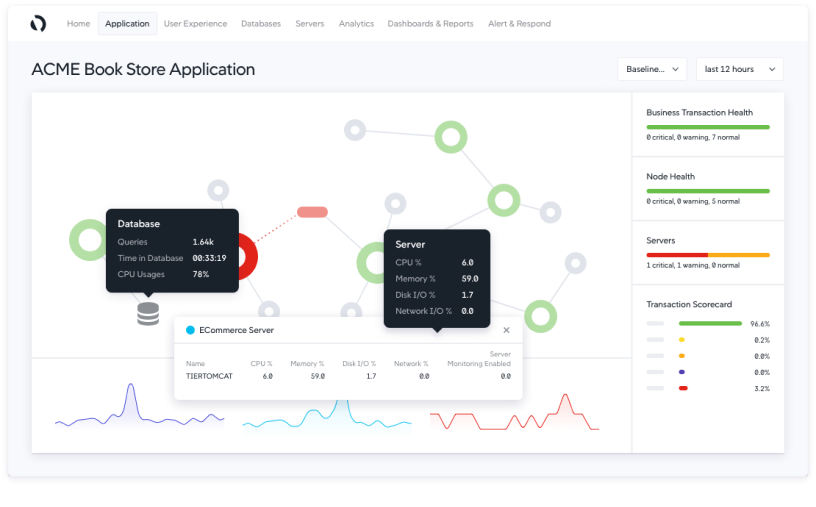 Home Application User Experience Databases Servers Analytics Dashboards & Reports Alert & Respond
ACME Book Store Application
Baseline... last 12 hours
Database
Queries 1.64k
Time in Database 00:33:19
CPU Usages 78%
Server
CPU % 6.0
Memory % 59.0
Disk I/O % 1.7
Network I/O % 0.0
ECommerce Server
Name CPU % Memory % Disk I/O % Network % Server Monitoring Enabled
TIERTOMCAT 6.0 59.0 1.7 0.0 0.0
Business Transaction Health
0 critical, 0 warning, 7 normal
Node Health
0 critical, 0 warning, 5 normal
Servers
1 critical, 1 warning, 0 normal
Transaction Scorecard
96.6%
0.2%
0.0%
0.0%
3.2%